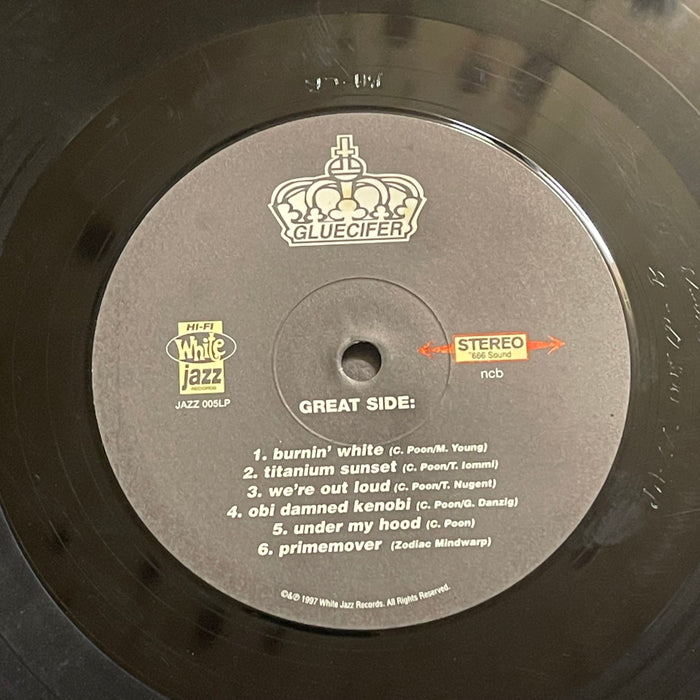 GLUECIFER
HI-FI
White
jazz
RECORDS
JAZZ 005LP
STEREO
"666 Sound
ncb
GREAT SIDE:
1. burnin' white (C. Poon/M. Young)
2. titanium sunset (C. Poon/T. Iommi)
3. we're out loud (C. Poon/T. Nugent)
4. obi damned kenobi (C. Poon/G. Danzig)
5. under my hood (C. Poon)
6. primemover (Zodiac Mindwarp)
©&℗ 1997 White Jazz Records. All Rights Reserved.